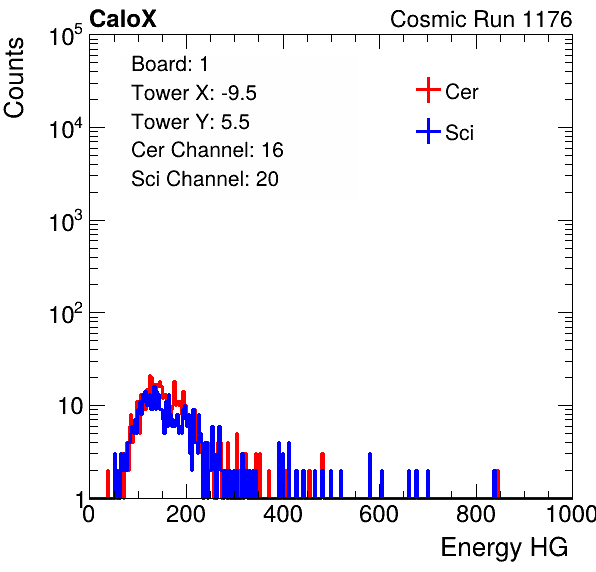 CaloX Cosmic Run 1176
Counts
10^5
10^4
10^3
10^2
10
1
Board: 1
Tower X: -9.5
Tower Y: 5.5
Cer Channel: 16
Sci Channel: 20
Cer
Sci
0 200 400 600 800 1000
Energy HG